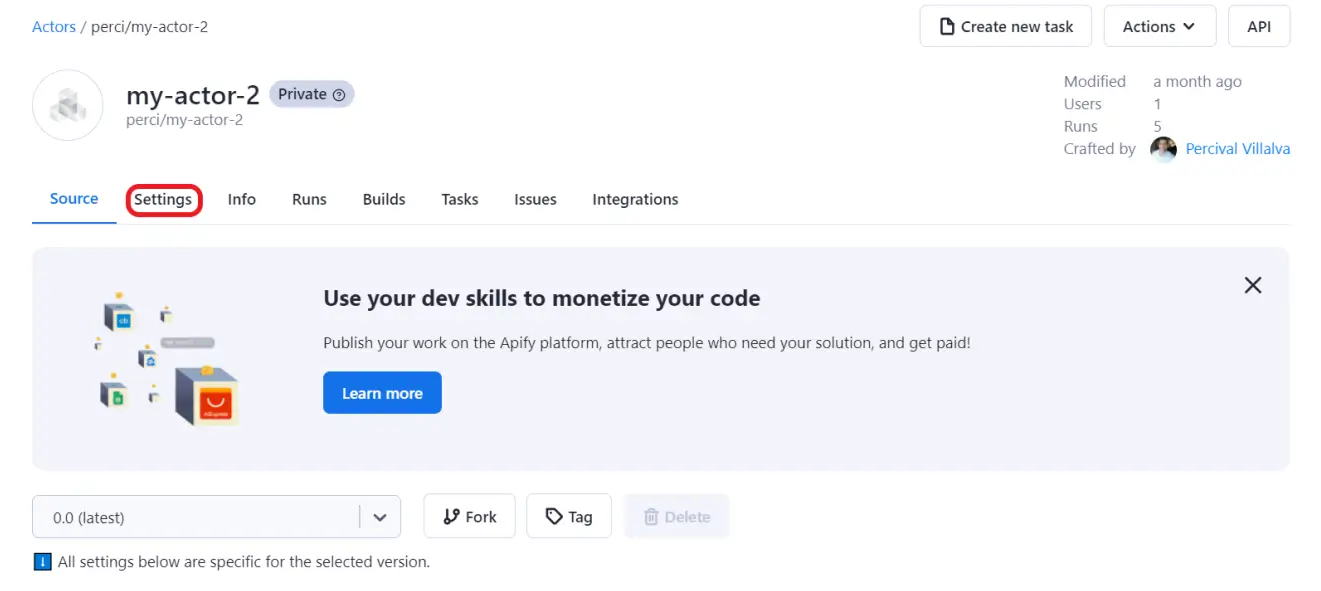 Actors / perci/my-actor-2
Create new task
Actions
API
my-actor-2
Private
perci/my-actor-2
Modified a month ago
Users 1
Runs 5
Crafted by Percival Villalva
Source Settings Info Runs Builds Tasks Issues Integrations
Use your dev skills to monetize your code
Publish your work on the Apify platform, attract people who need your solution, and get paid!
Learn more
0.0 (latest)
Fork
Tag
Delete
All settings below are specific for the selected version.